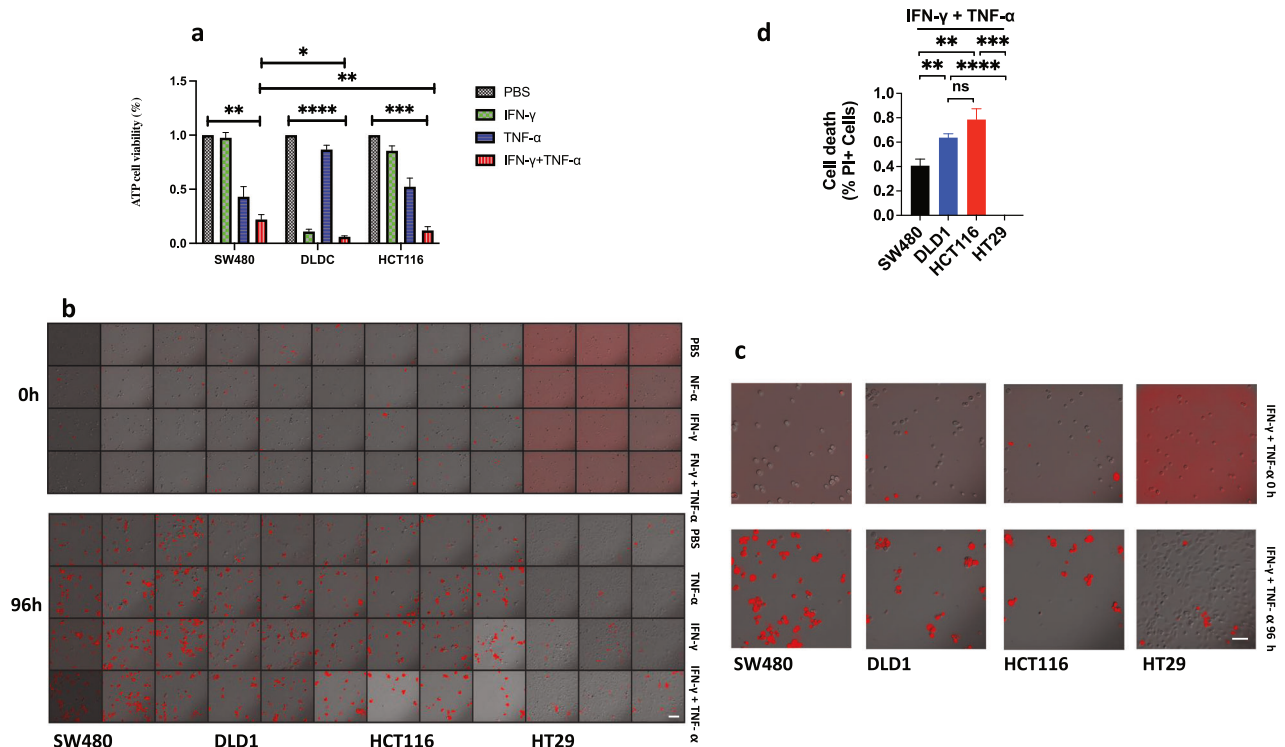 a
ATP cell viability (%)
1.5
1.0
0.5
0.0
*
**
** **** ***
SW480 DLDC HCT116
PBS
IFN-γ
TNF-α
IFN-γ+TNF-α
d
IFN-γ + TNF-α
** ***
** ****
ns
Cell death
(% PI+ Cells)
1.0
0.8
0.6
0.4
0.2
0.0
SW480
DLD1
HCT116
HT29
b
0h
PBS
NF-α
IFN-γ
FN-γ + TNF-α
96h
PBS
TNF-α
IFN-γ
IFN-γ + TNF- α
SW480 DLD1 HCT116 HT29
c
IFN-γ + TNF-α 0 h
IFN-γ + TNF- α 96 h
SW480 DLD1 HCT116 HT29